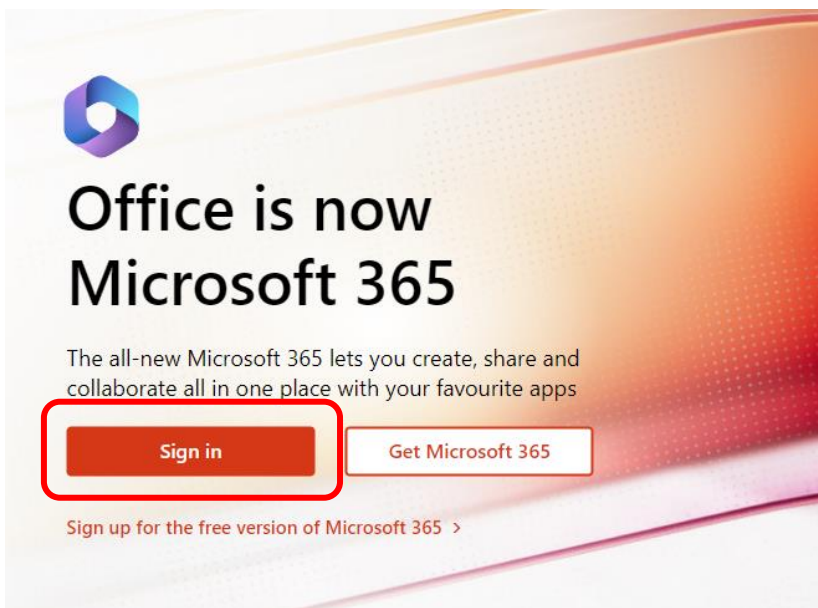 Office is now
Microsoft 365
The all-new Microsoft 365 lets you create, share and
collaborate all in one place with your favourite apps
Sign in
Get Microsoft 365
Sign up for the free version of Microsoft 365 >